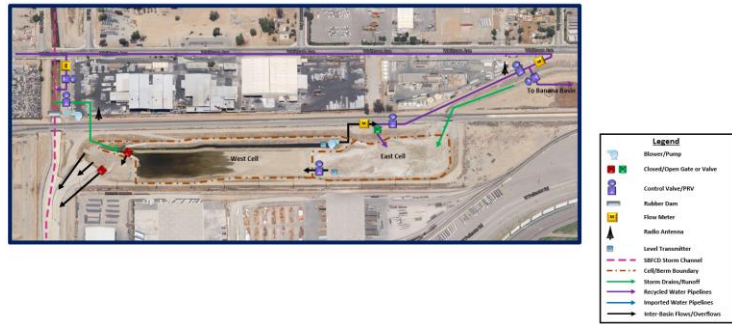 Whittram Ave
To Banana Basin
West Cell
East Cell
Legend
Blower/Pump
Closed/Open Gate or Valve
Control Valve/PRV
Rubber Dam
Flow Meter
Radio Antenna
Level Transmitter
SBFCD Storm Channel
Cell/Berm Boundary
Storm Drains/Runoff
Recycled Water Pipelines
Imported Water Pipelines
Inter-Basin Flows/Overflows